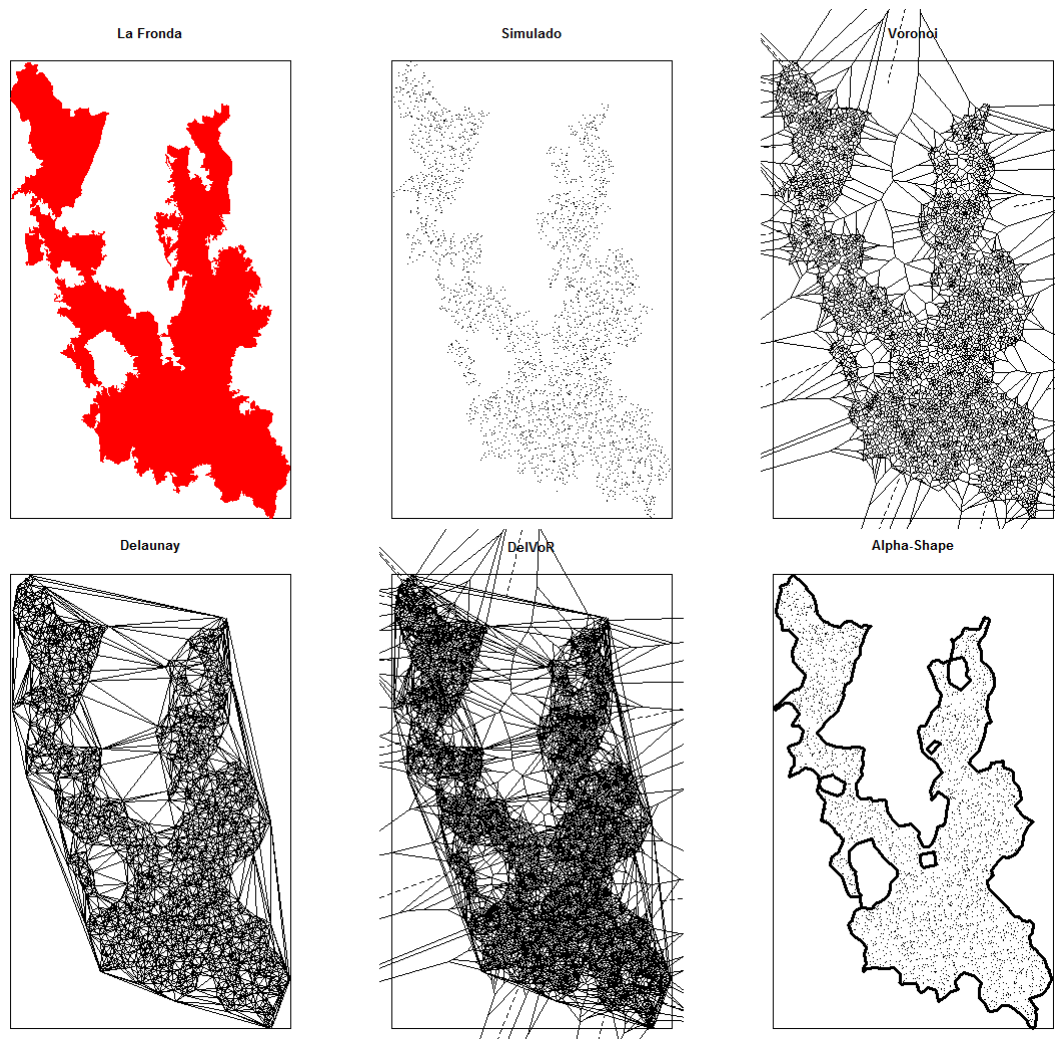 La Fronda
Simulado
Voronoi
Delaunay
DelVoR
Alpha-Shape